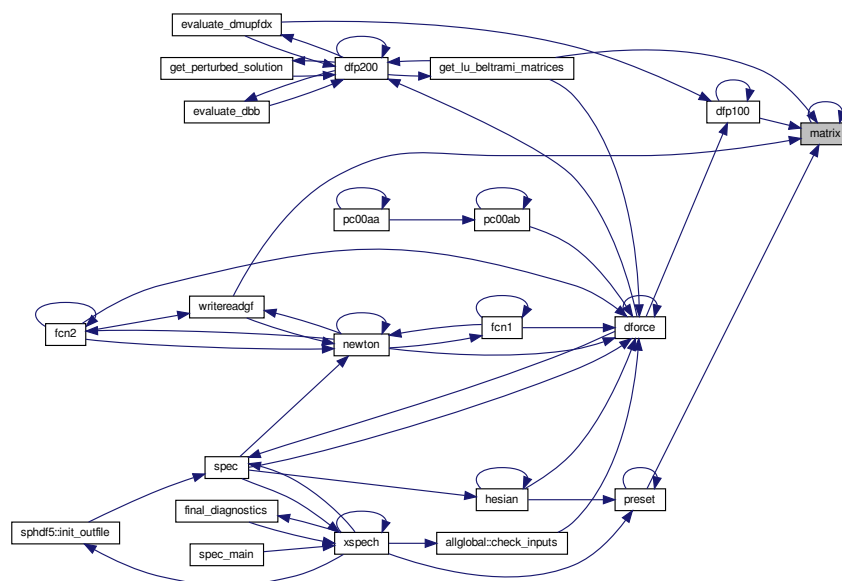 evaluate_dmupfdx
get_perturbed_solution
dfp200
get_lu_beltrami_matrices
evaluate_dbb
dfp100
matrix
pc00aa
pc00ab
writereadgf
fcn2
newton
fcn1
dforce
spec
final_diagnostics
hesian
preset
sphdf5::init_outfile
spec_main
xspech
allglobal::check_inputs